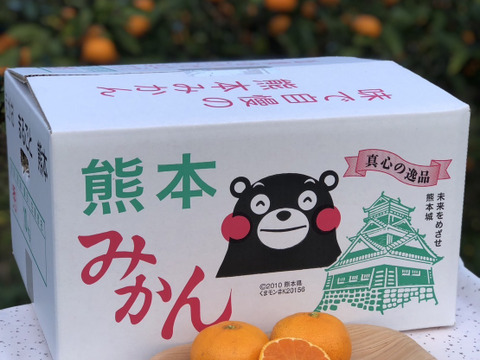 味で自慢の
熊本みかん
熊本
みかん
真心の逸品
未来をめざせ
熊本城
©2010 熊本県
くまモン#K20156